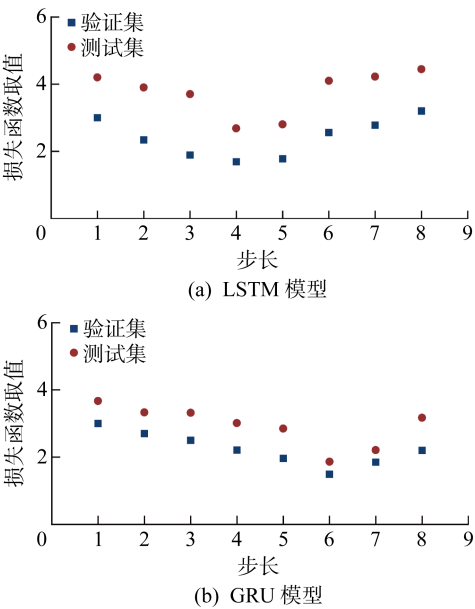 6
验证集
测试集
4
2
0
损失函数取值
1 2 3 4 5 6 7 8 9
步长
(a) LSTM 模型
6
验证集
测试集
4
2
0
损失函数取值
1 2 3 4 5 6 7 8 9
步长
(b) GRU 模型